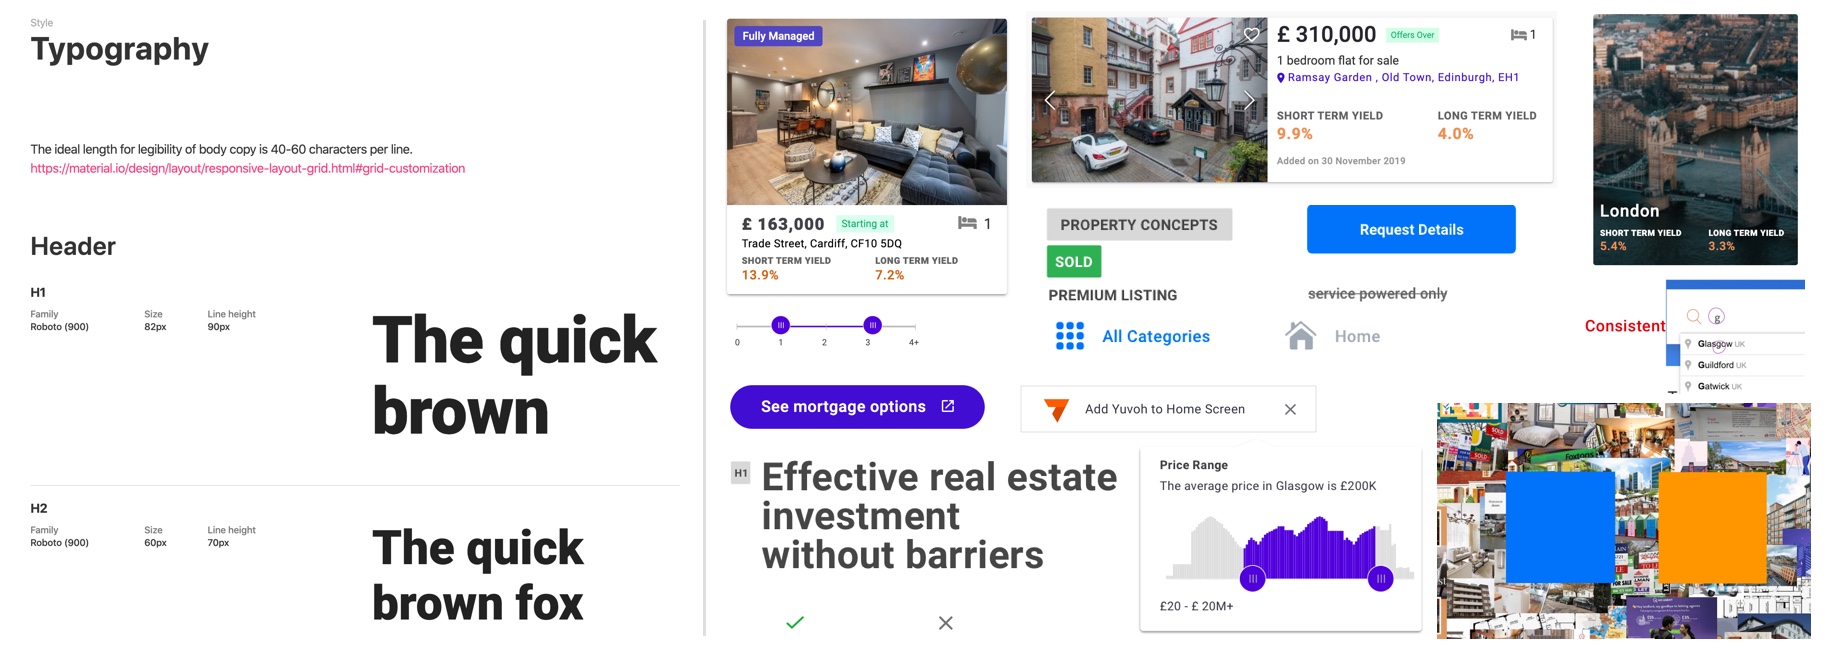 Style
Typography
The ideal length for legibility of body copy is 40-60 characters per line.
https://material.io/design/layout/responsive-layout-grid.html#grid-customization
Header
H1
Family
Size
Line height
Roboto (900)
82px
90px
The quick
brown
H2
Family
Size
Line height
Roboto (900)
60px
70px
The quick
brown fox
Fully Managed
£ 163,000 Starting at 1
Trade Street, Cardiff, CF10 5DQ
SHORT TERM YIELD LONG TERM YIELD
13.9% 7.2%
0 1 2 3 4+
See mortgage options
£ 310,000 Offers Over 1
1 bedroom flat for sale
Ramsay Garden , Old Town, Edinburgh, EH1
SHORT TERM YIELD LONG TERM YIELD
9.9% 4.0%
Added on 30 November 2019
PROPERTY CONCEPTS
SOLD
PREMIUM LISTING
All Categories
Request Details
service powered only
Home
Add Yuvoh to Home Screen
H1 Effective real estate
investment
without barriers
Price Range
The average price in Glasgow is £200K
£20 - £ 20M+
London
SHORT TERM YIELD LONG TERM YIELD
5.4% 3.3%
Consistent
g
Glasgow UK
Guildford UK
Gatwick UK
SOLD
SOLD
Foxtons
FOR SALE